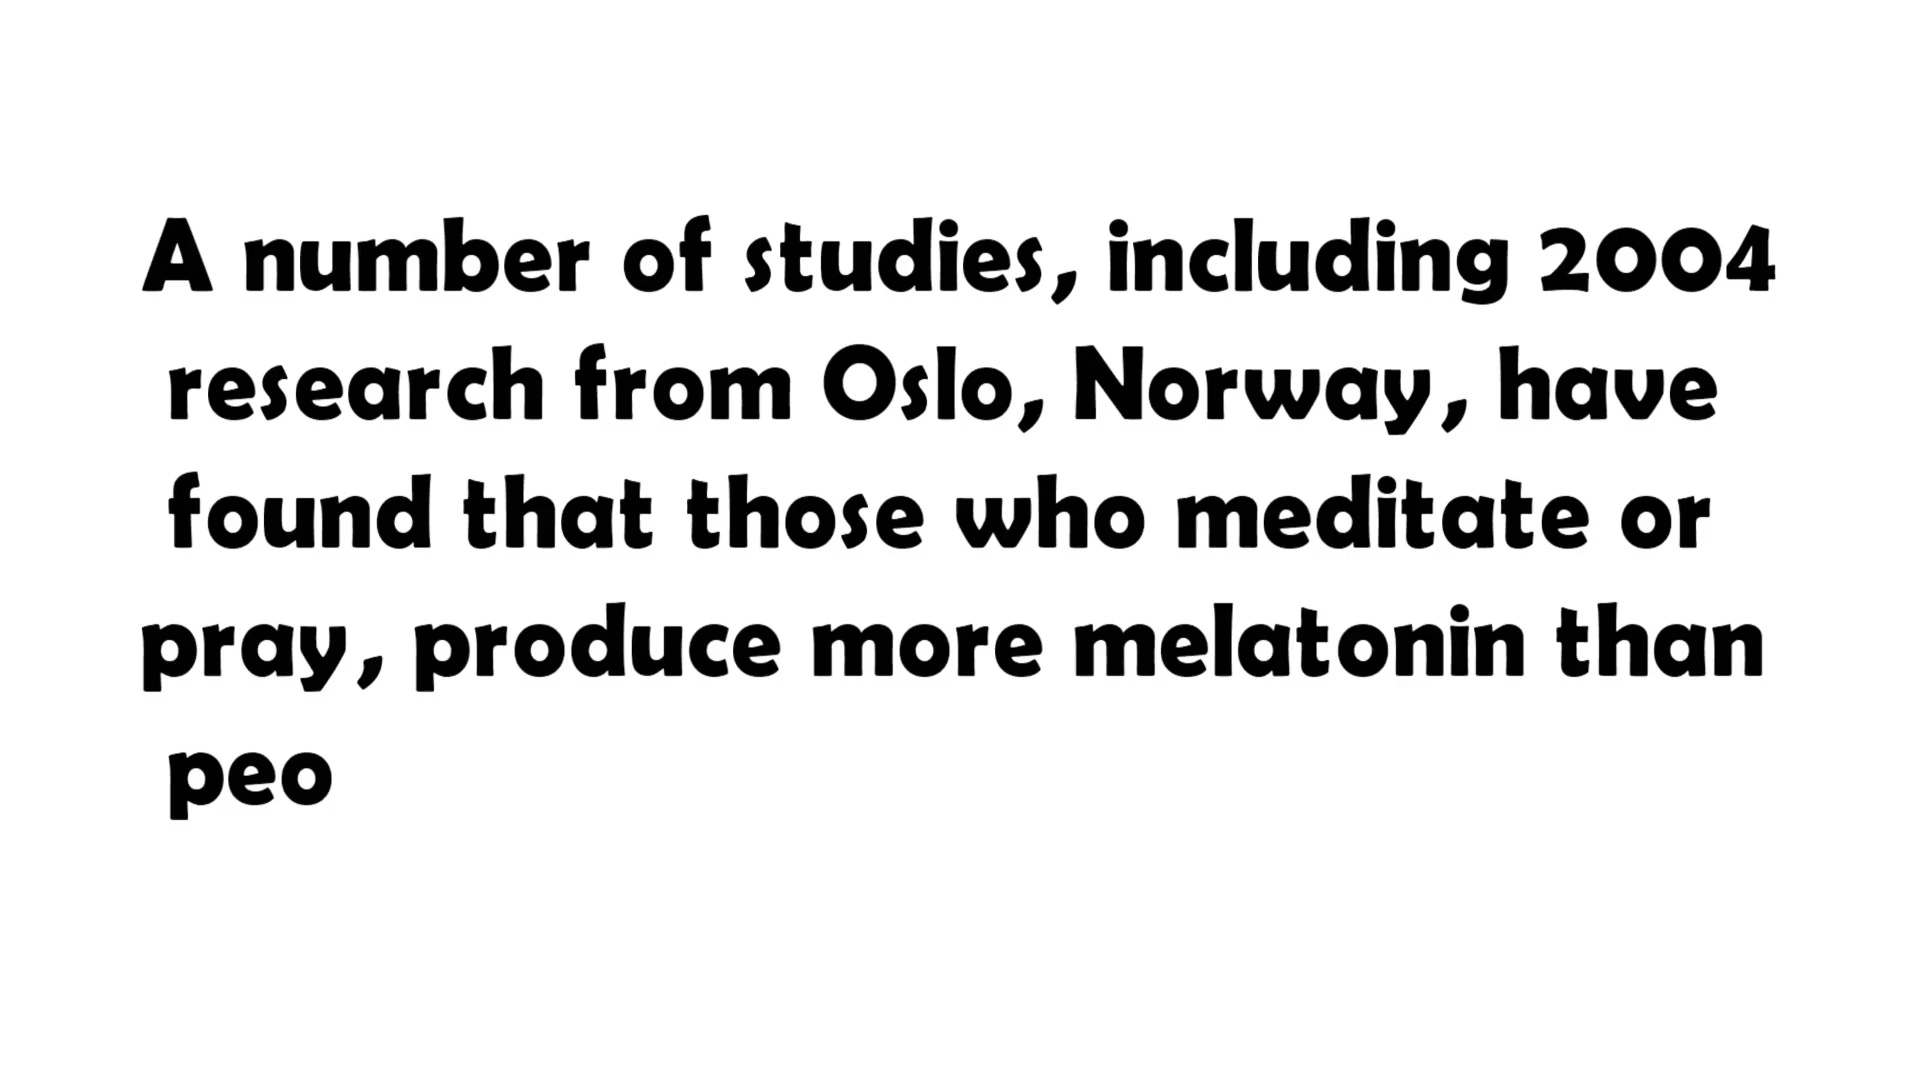 A number of studies, including 2004
research from Oslo, Norway, have
found that those who meditate or
pray, produce more melatonin than
peo